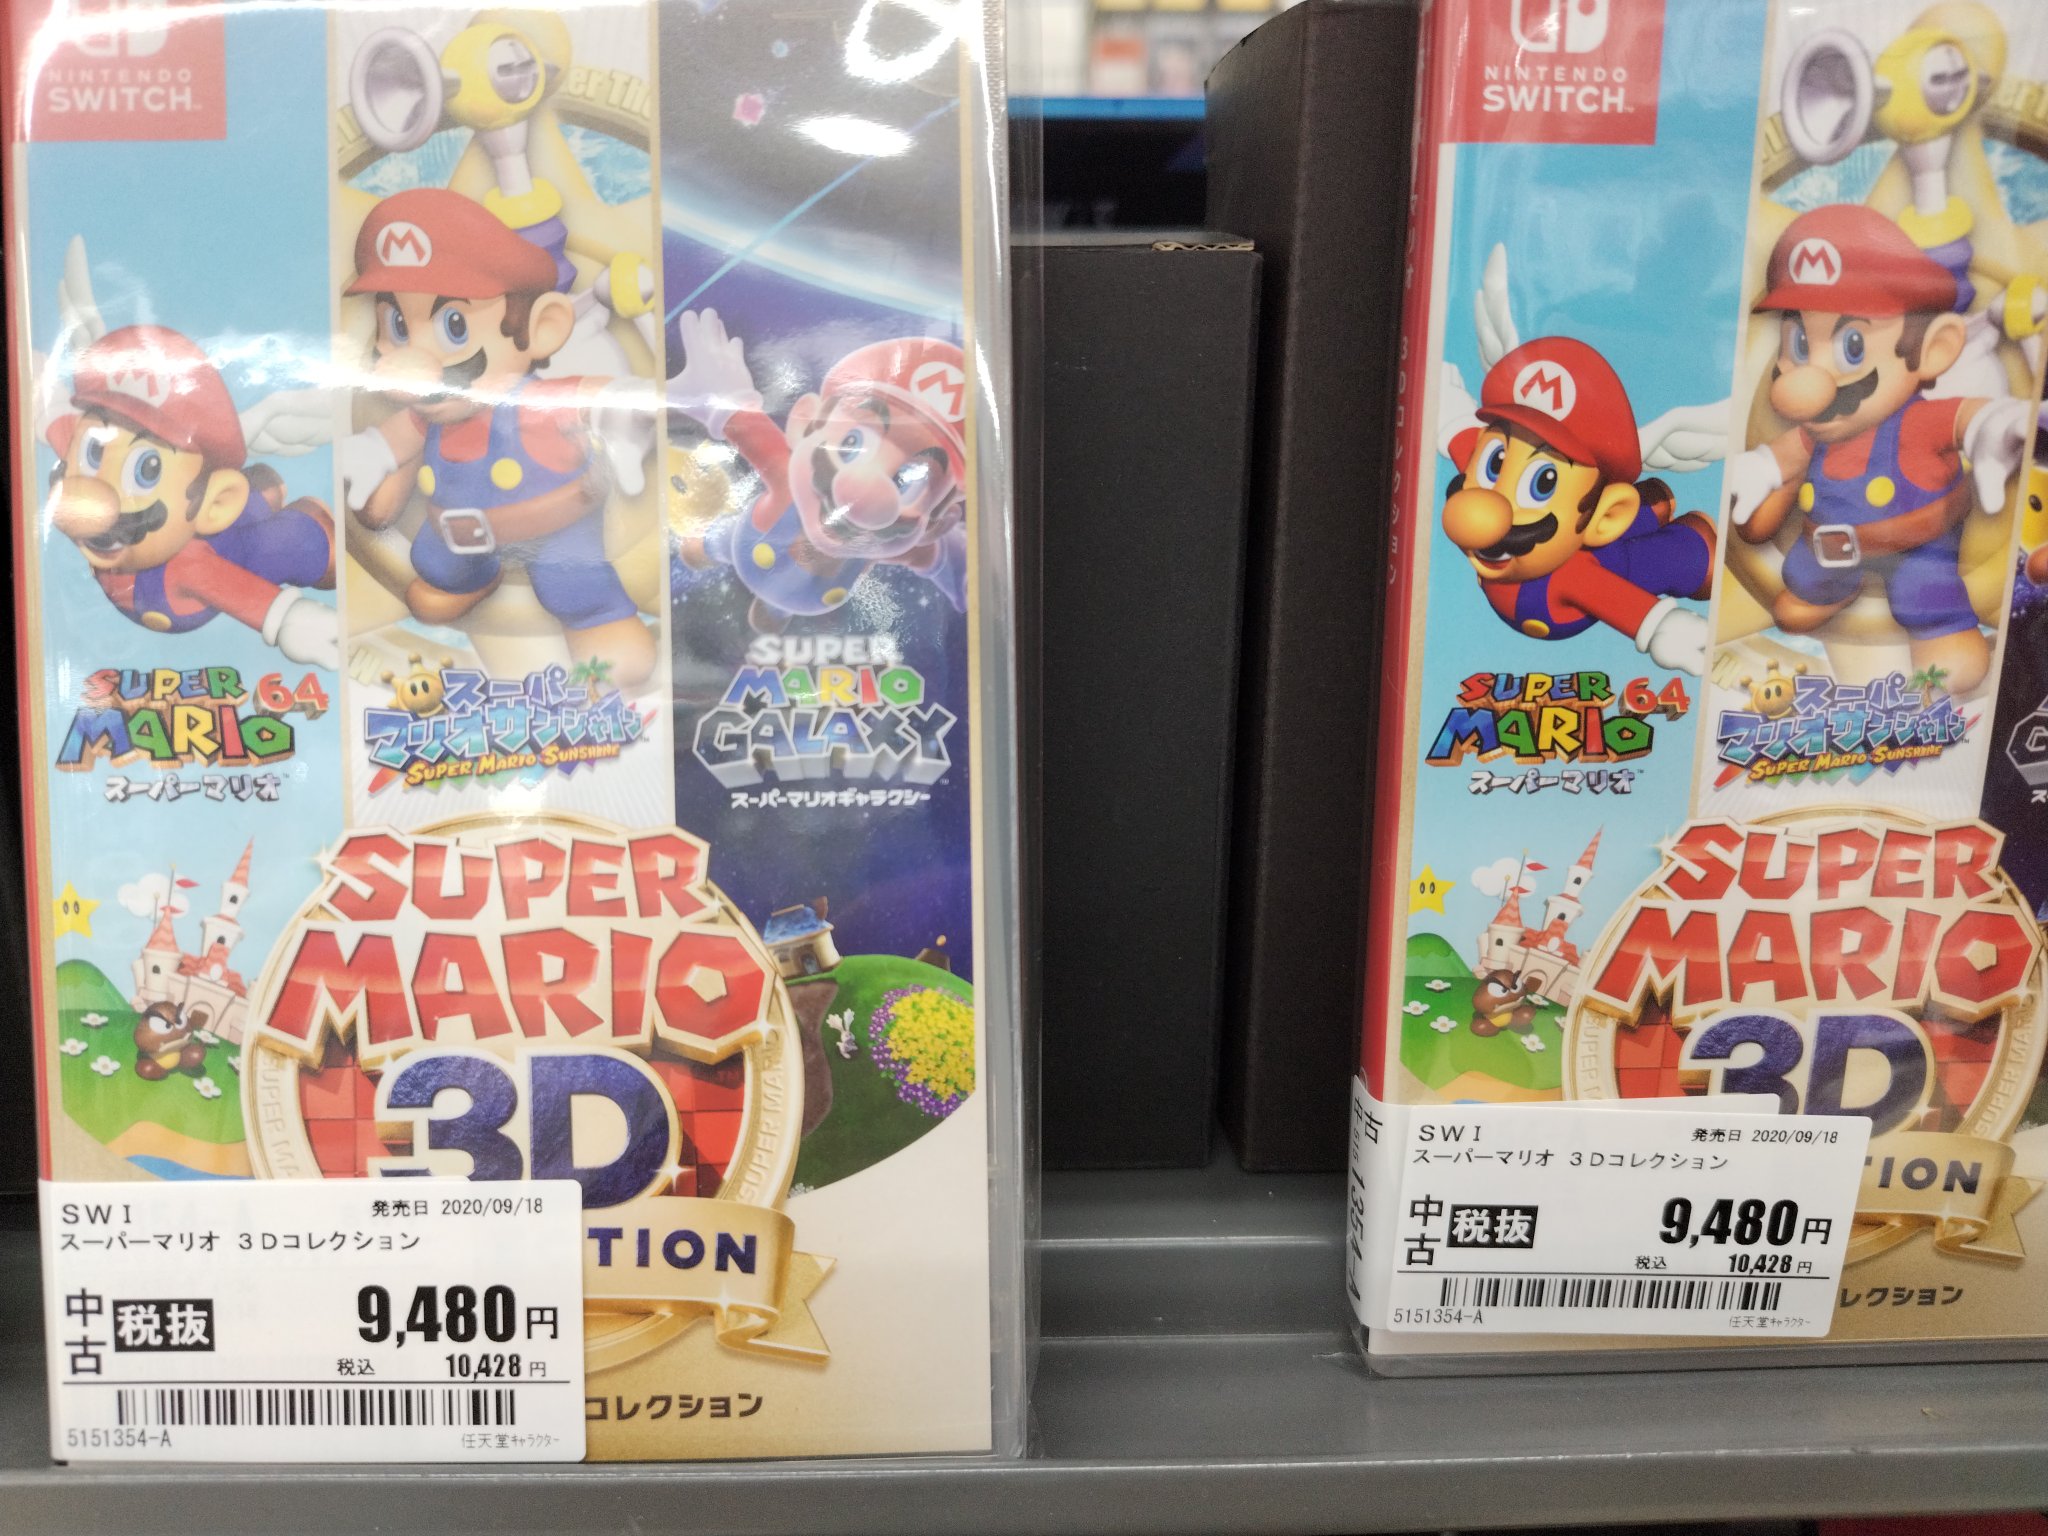 NINTENDO
SWITCH
SUPER
MARIO 64
スーパーマリオ
スーパー
マリオサンシャイン
SUPER MARIO SUNSHINE
SUPER
MARIO
GALAXY
スーパーマリオギャラクシー
SUPER
MARIO
3D
TION
コレクション
SWI 発売日 2020/09/18
スーパーマリオ 3Dコレクション
中古 税抜 9,480円
税込 10,428円
5151354-A 任天堂キャラクター
NINTENDO
SWITCH
SUPER
MARIO 64
スーパーマリオ
スーパー
マリオサンシャイン
SUPER MARIO SUNSHINE
SUPER
MARIO
3D
TION
レクション
SWI 発売日 2020/09/18
スーパーマリオ 3Dコレクション
中古 税抜 9,480円
税込 10,428円
5151354-A 任天堂キャラクター